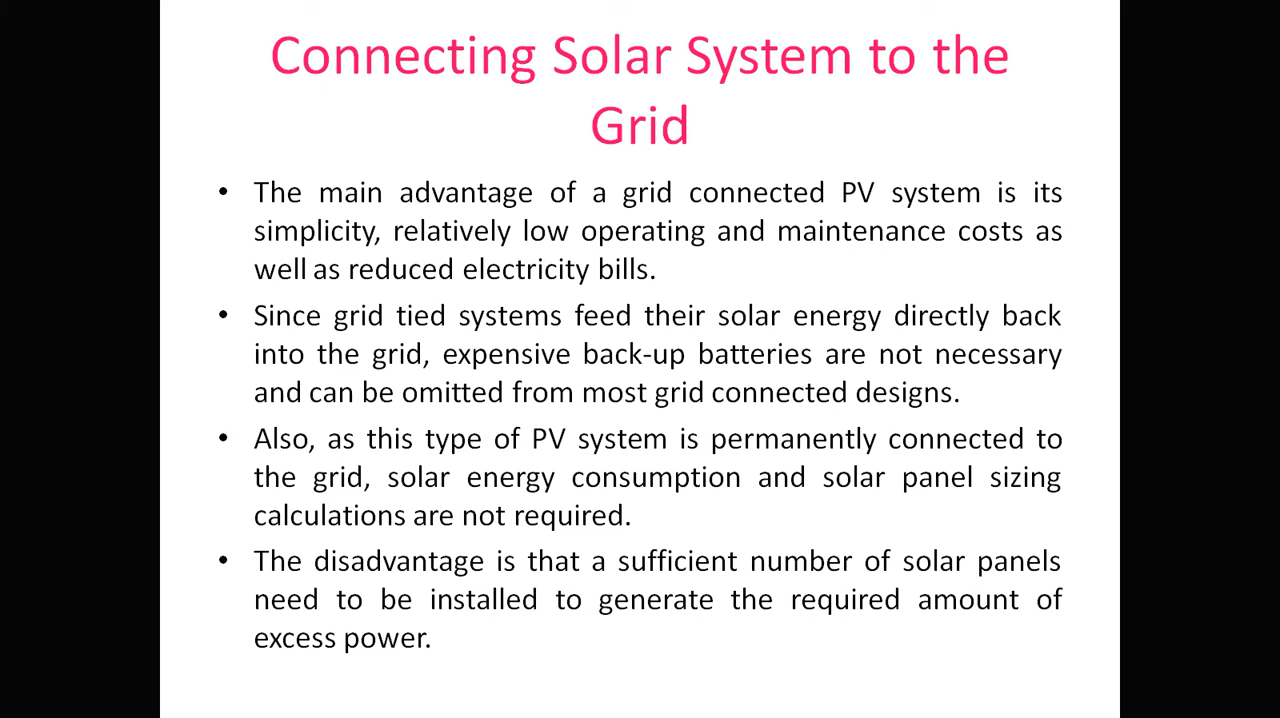 Connecting Solar System to the
Grid
• The main advantage of a grid connected PV system is its
simplicity, relatively low operating and maintenance costs as
well as reduced electricity bills.
• Since grid tied systems feed their solar energy directly back
into the grid, expensive back-up batteries are not necessary
and can be omitted from most grid connected designs.
• Also, as this type of PV system is permanently connected to
the grid, solar energy consumption and solar panel sizing
calculations are not required.
• The disadvantage is that a sufficient number of solar panels
need to be installed to generate the required amount of
excess power.